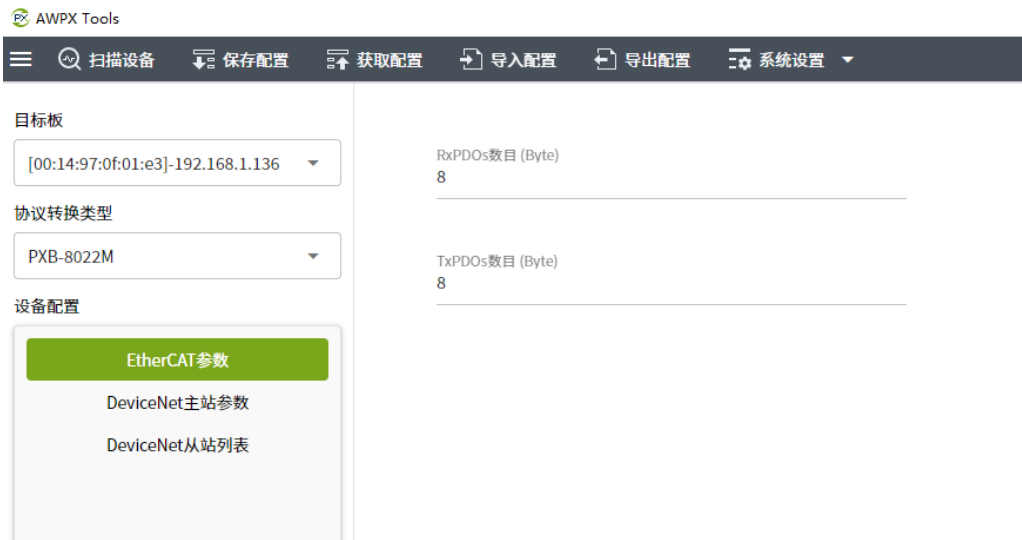 PX AWPX Tools
扫描设备 保存配置 获取配置 导入配置 导出配置 系统设置
目标板
[00:14:97:0f:01:e3]-192.168.1.136
协议转换类型
PXB-8022M
设备配置
EtherCAT参数
DeviceNet主站参数
DeviceNet从站列表
RxPDOs数目 (Byte)
8
TxPDOs数目 (Byte)
8